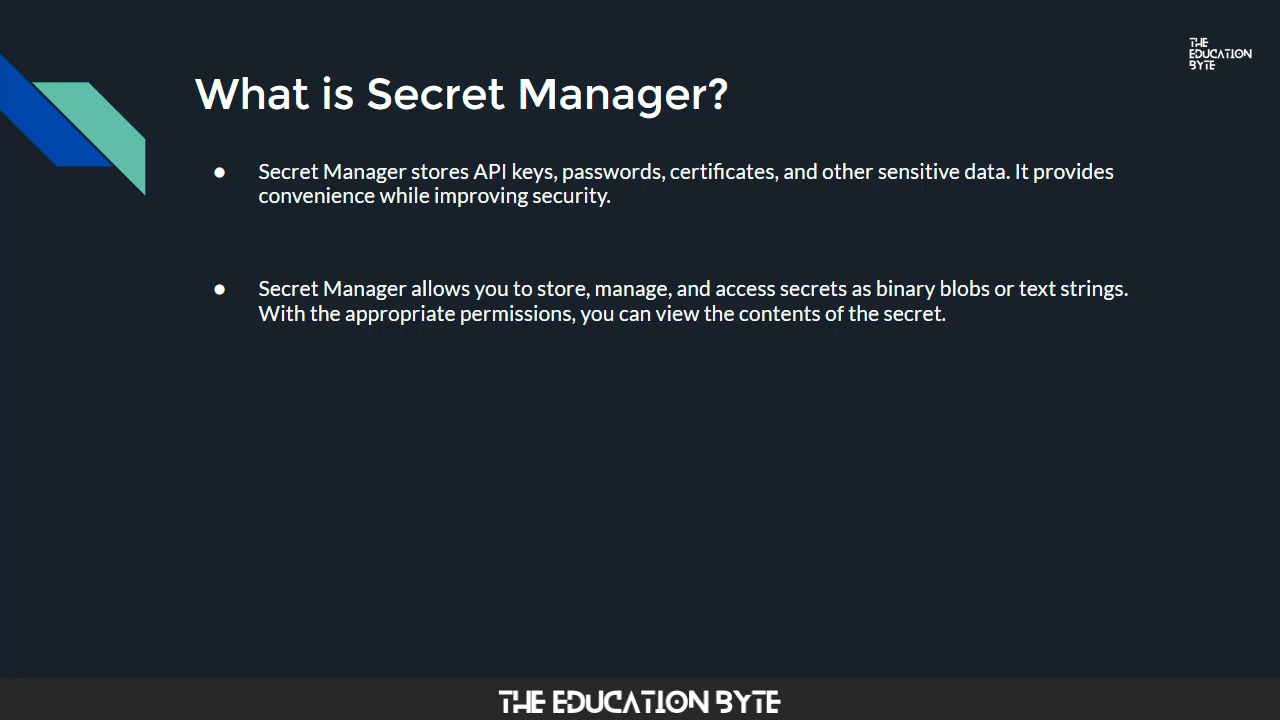 THE
EDUCATION
BYTE
What is Secret Manager?
● Secret Manager stores API keys, passwords, certificates, and other sensitive data. It provides
convenience while improving security.
● Secret Manager allows you to store, manage, and access secrets as binary blobs or text strings.
With the appropriate permissions, you can view the contents of the secret.
THE EDUCATION BYTE